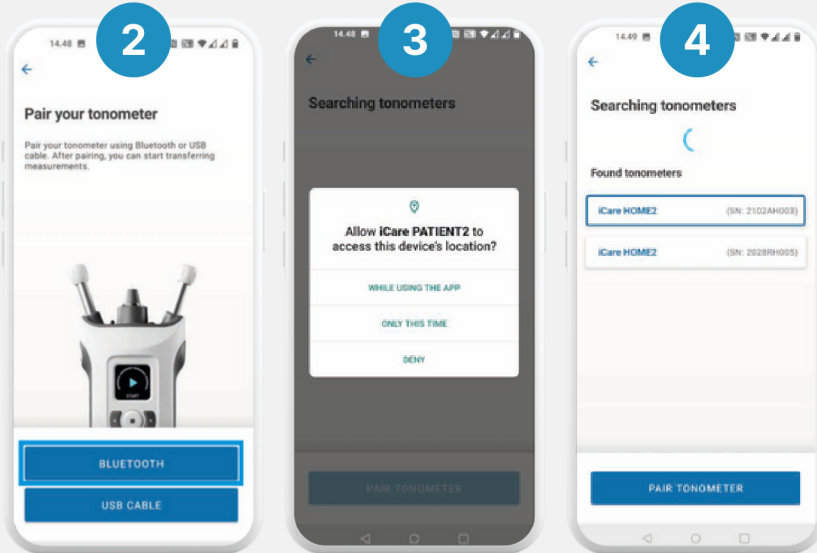 2
14.48
Pair your tonometer
Pair your tonometer using Bluetooth or USB
cable. After pairing, you can start transferring
measurements.
START
BLUETOOTH
USB CABLE
3
14.48
Searching tonometers
Allow iCare PATIENT2 to
access this device's location?
WHILE USING THE APP
ONLY THIS TIME
DENY
PAIR TONOMETER
4
14.49
Searching tonometers
Found tonometers
iCare HOME2 (SN: 2102AH003)
iCare HOME2 (SN: 2028RH005)
PAIR TONOMETER